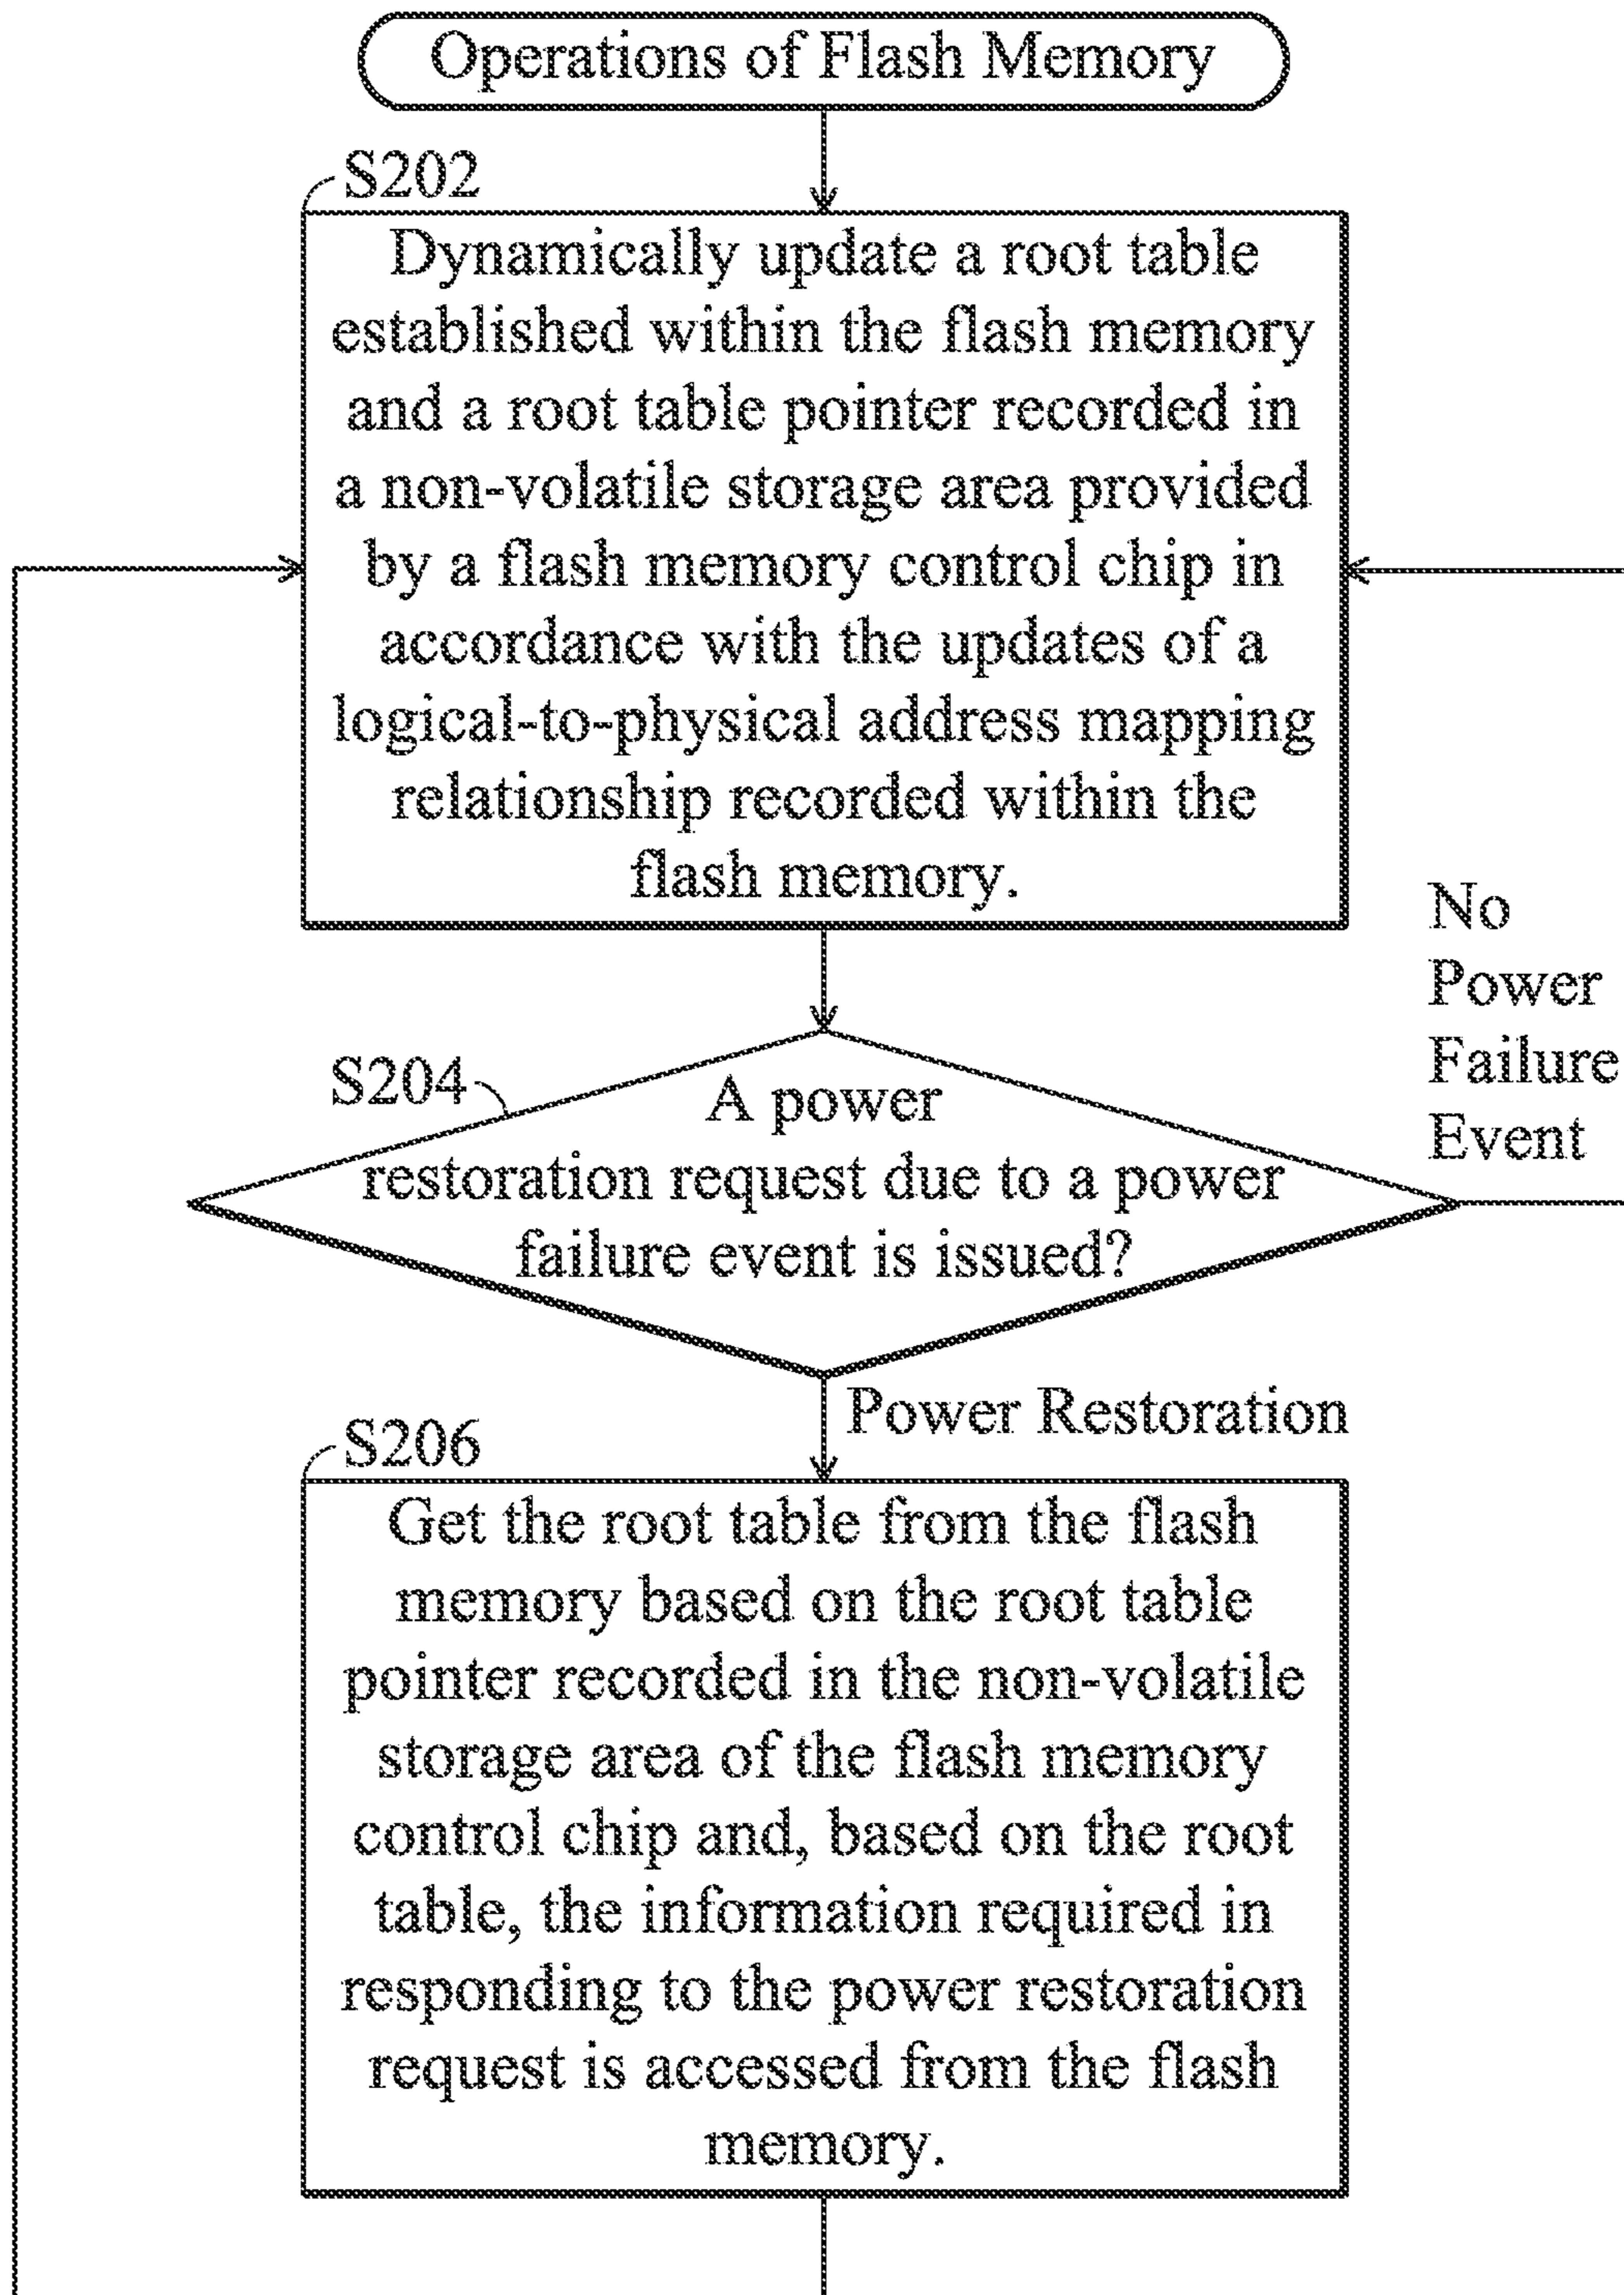 Operations of Flash Memory
S202
Dynamically update a root table
established within the flash memory
and a root table pointer recorded in
a non-volatile storage area provided
by a flash memory control chip in
accordance with the updates of a
logical-to-physical address mapping
relationship recorded within the
flash memory.
No
Power
Failure
Event
S204
A power
restoration request due to a power
failure event is issued?
Power Restoration
S206
Get the root table from the flash
memory based on the root table
pointer recorded in the non-volatile
storage area of the flash memory
control chip and, based on the root
table, the information required in
responding to the power restoration
request is accessed from the flash
memory.